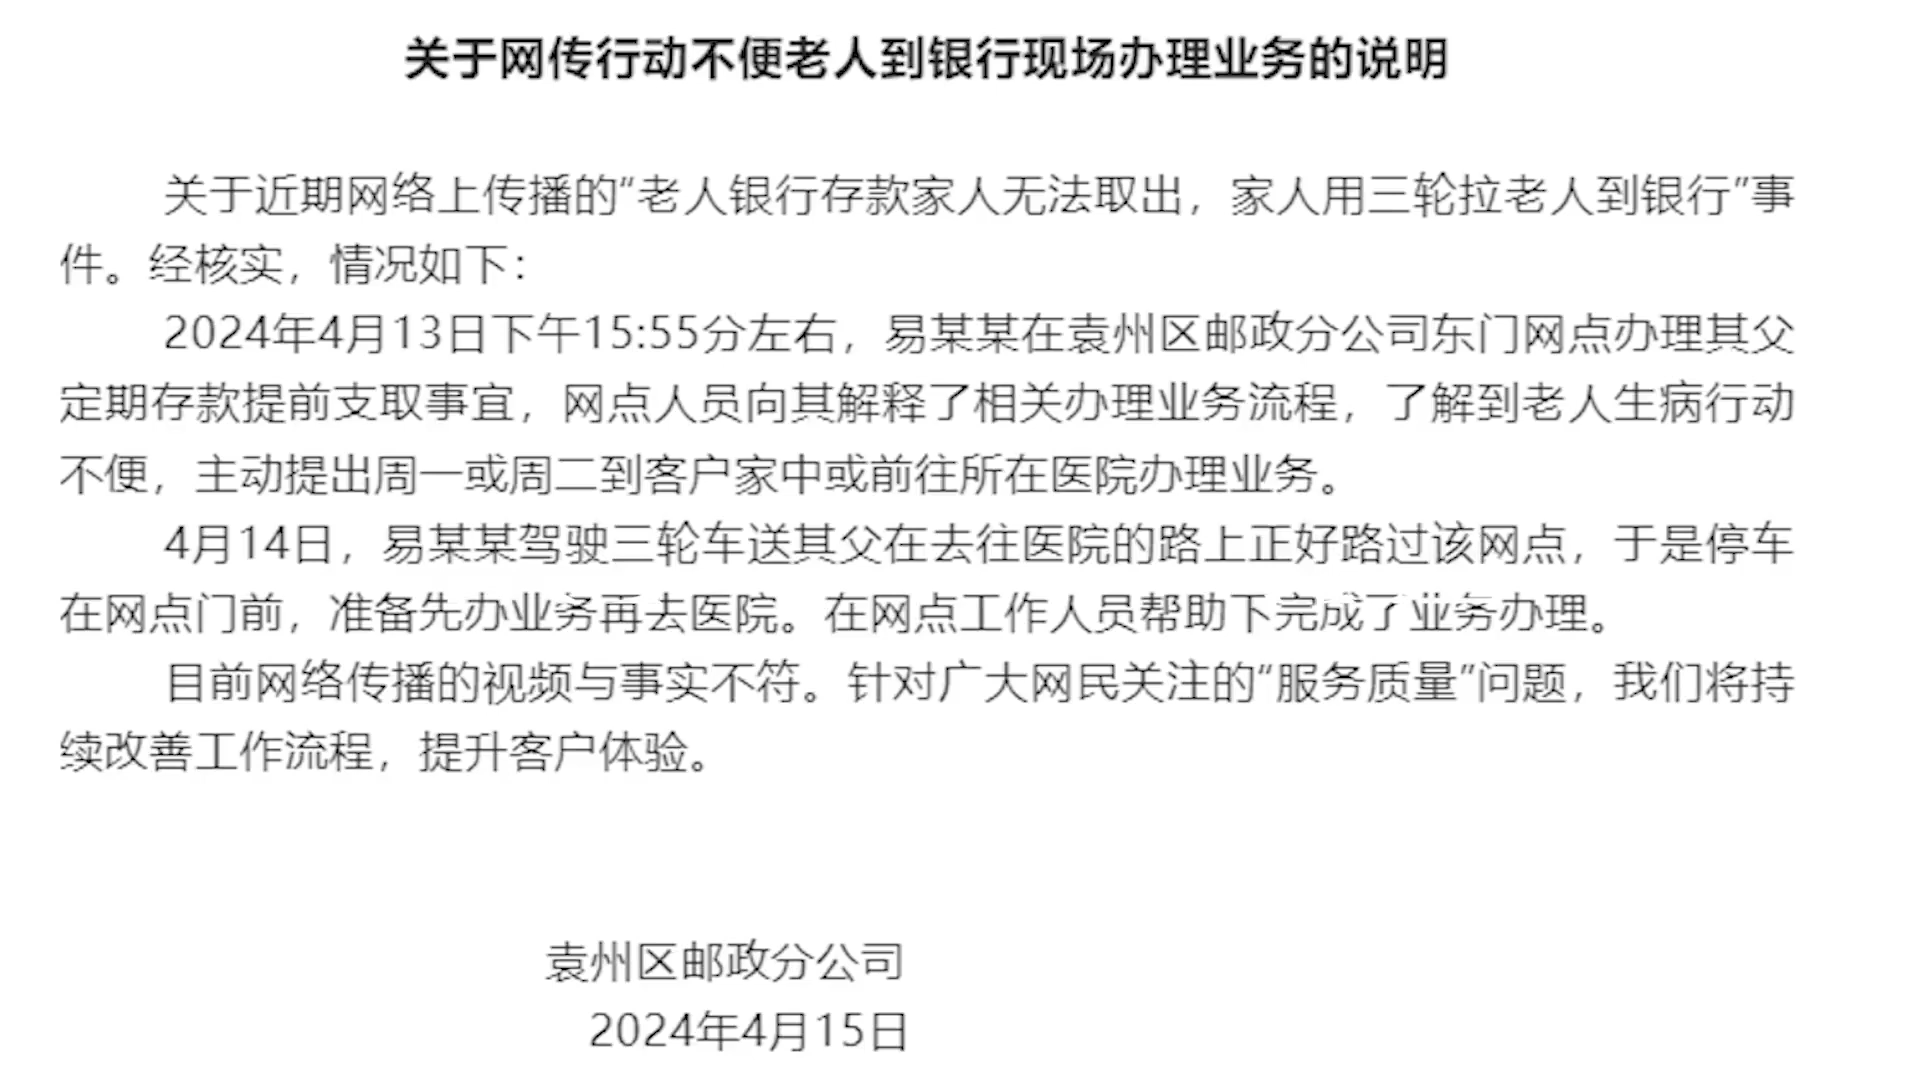 关于网传行动不便老人到银行现场办理业务的说明
关于近期网络上传播的“老人银行存款家人无法取出，家人用三轮拉老人到银行”事
件。经核实，情况如下：
2024年4月13日下午15:55分左右，易某某在袁州区邮政分公司东门网点办理其父
定期存款提前支取事宜，网点人员向其解释了相关办理业务流程，了解到老人生病行动
不便，主动提出周一或周二到客户家中或前往所在医院办理业务。
4月14日，易某某驾驶三轮车送其父在去往医院的路上正好路过该网点，于是停车
在网点门前，准备先办业务再去医院。在网点工作人员帮助下完成了业务办理。
目前网络传播的视频与事实不符。针对广大网民关注的“服务质量”问题，我们将持
续改善工作流程，提升客户体验。
袁州区邮政分公司
2024年4月15日